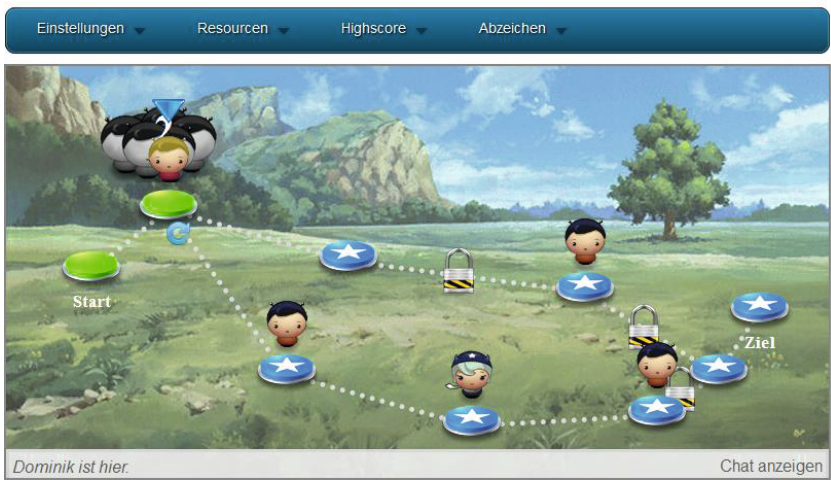 Einstellungen Resourcen Highscore Abzeichen
Start
Ziel
Dominik ist hier. Chat anzeigen